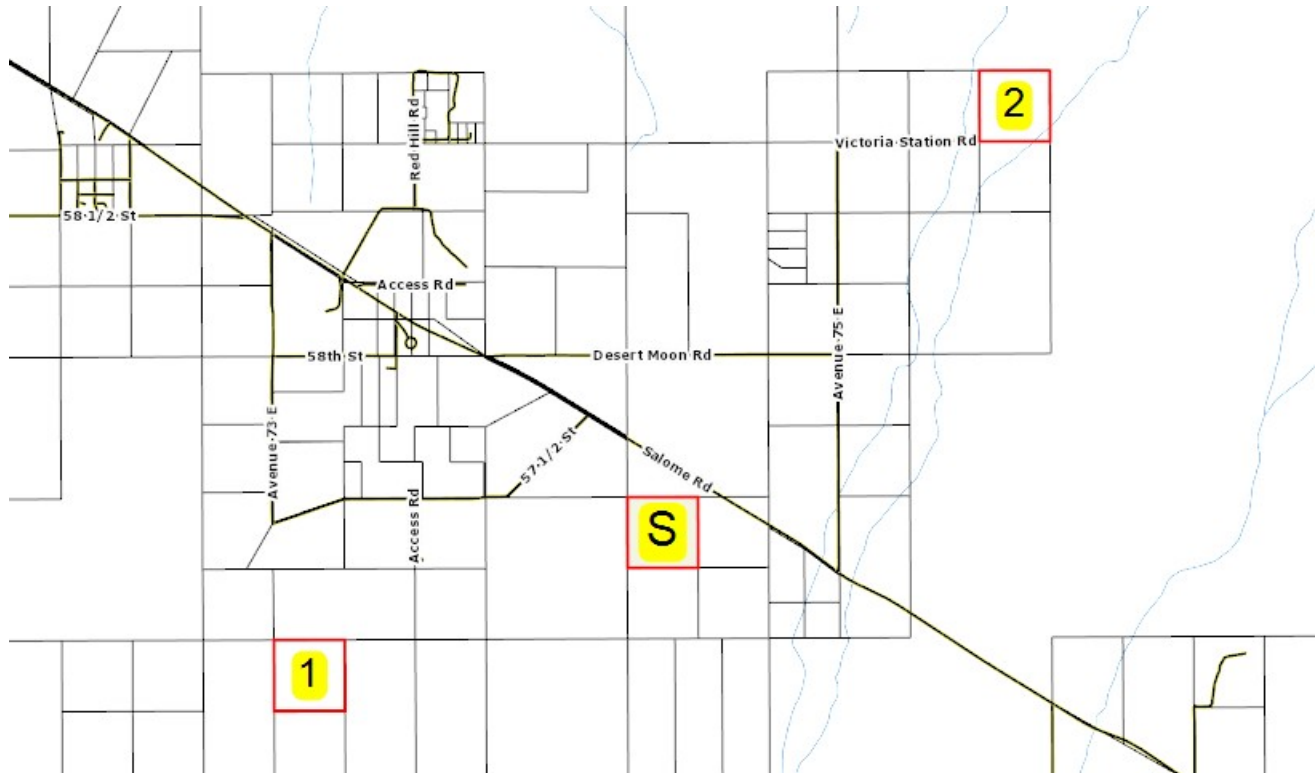 2
Victoria Station Rd
Red Hill Rd
58 1/2 St
Access Rd
58th St
Desert Moon Rd
Avenue 75 E
Avenue 73 E
57 1/2 St
Salome Rd
Access Rd
S
1